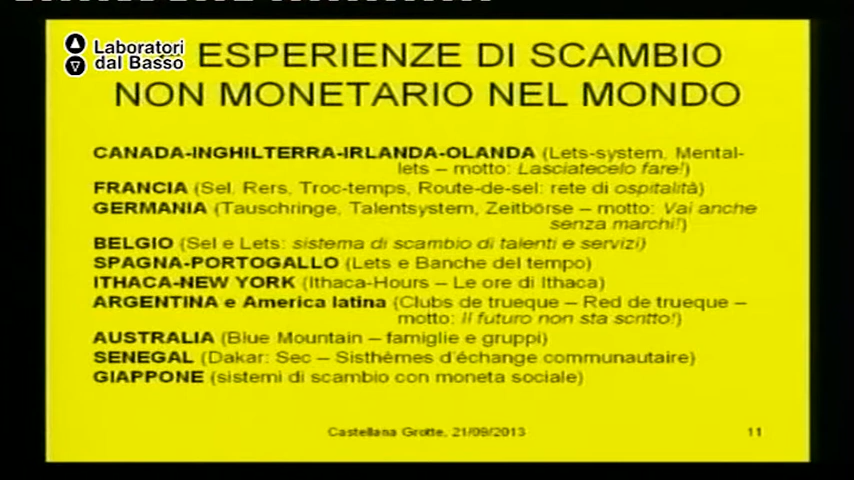 Laboratori
dal Basso
ESPERIENZE DI SCAMBIO
NON MONETARIO NEL MONDO
CANADA-INGHILTERRA-IRLANDA-OLANDA (Lets-system, Mental-
lets – motto: Lasciatecelo fare!)
FRANCIA (Sel, Rers, Troc-temps, Route-de-sel: rete di ospitalità)
GERMANIA (Tauschringe, Talentsystem, Zeitbörse – motto: Vai anche
senza marchi!)
BELGIO (Sel e Lets: sistema di scambio di talenti e servizi)
SPAGNA-PORTOGALLO (Lets e Banche del tempo)
ITHACA-NEW YORK (Ithaca-Hours – Le ore di Ithaca)
ARGENTINA e America latina (Clubs de trueque – Red de trueque –
motto: Il futuro non sta scritto!)
AUSTRALIA (Blue Mountain – famiglie e gruppi)
SENEGAL (Dakar: Sec – Sisthèmes d'échange communautaire)
GIAPPONE (sistemi di scambio con moneta sociale)
Castellana Grotte, 21/09/2013
11